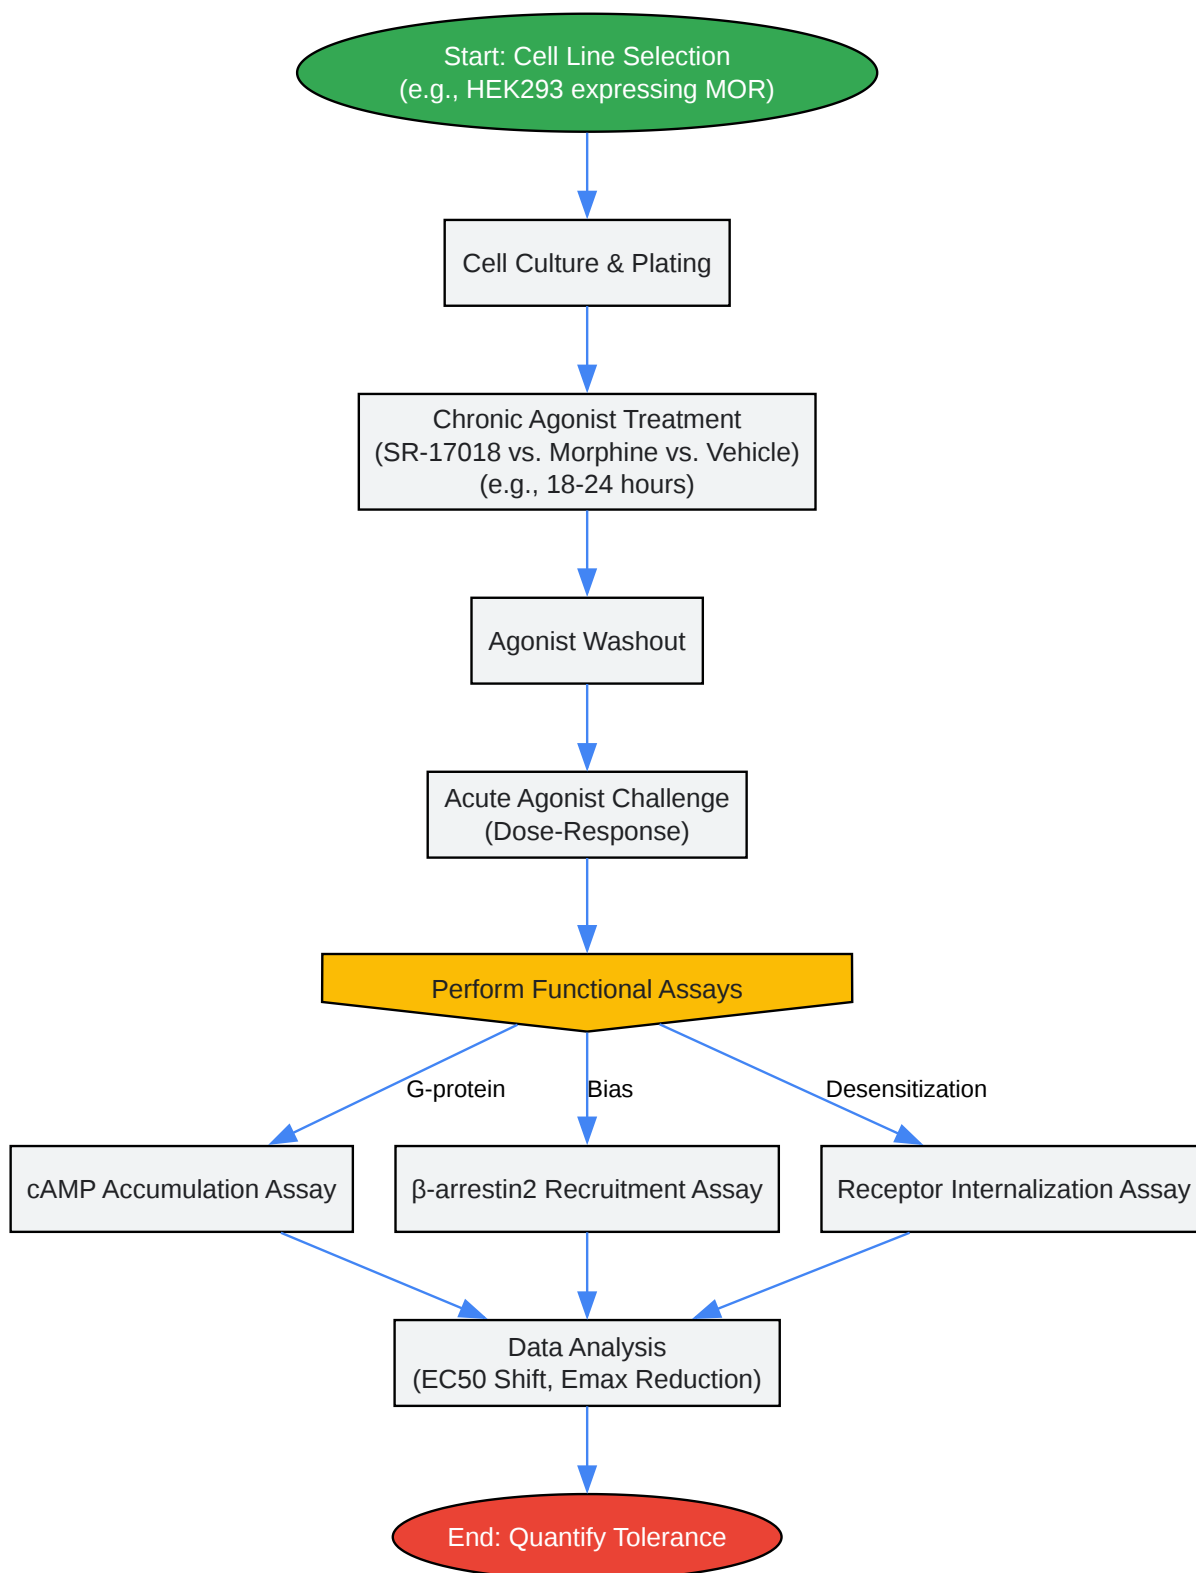 Start: Cell Line Selection
(e.g., HEK293 expressing MOR)
Cell Culture & Plating
Chronic Agonist Treatment
(SR-17018 vs. Morphine vs. Vehicle)
(e.g., 18-24 hours)
Agonist Washout
Acute Agonist Challenge
(Dose-Response)
Perform Functional Assays
G-protein
Bias
Desensitization
cAMP Accumulation Assay
β-arrestin2 Recruitment Assay
Receptor Internalization Assay
Data Analysis
(EC50 Shift, Emax Reduction)
End: Quantify Tolerance